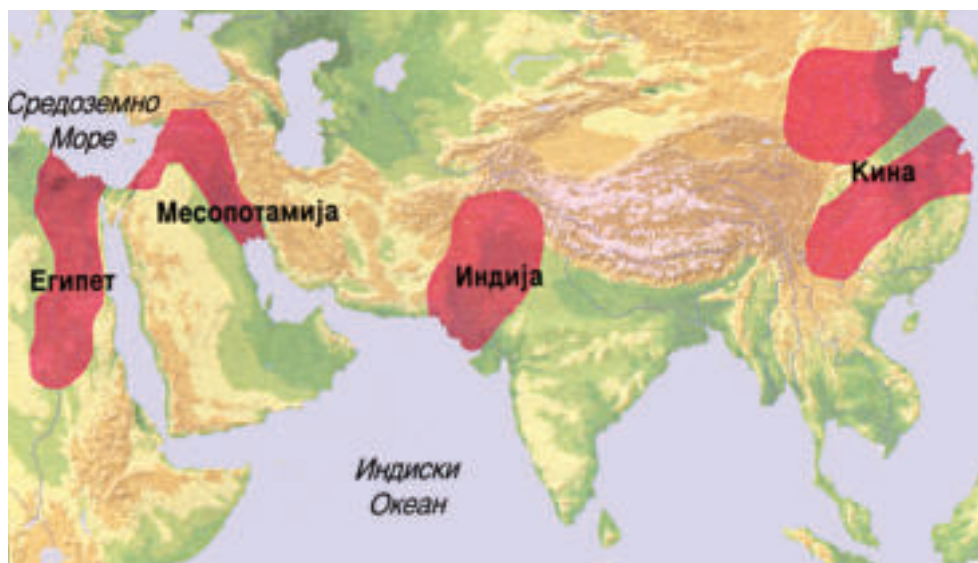 Средоземно
Море
Месопотамија
Египет
Индија
Кина
Индиски
Океан